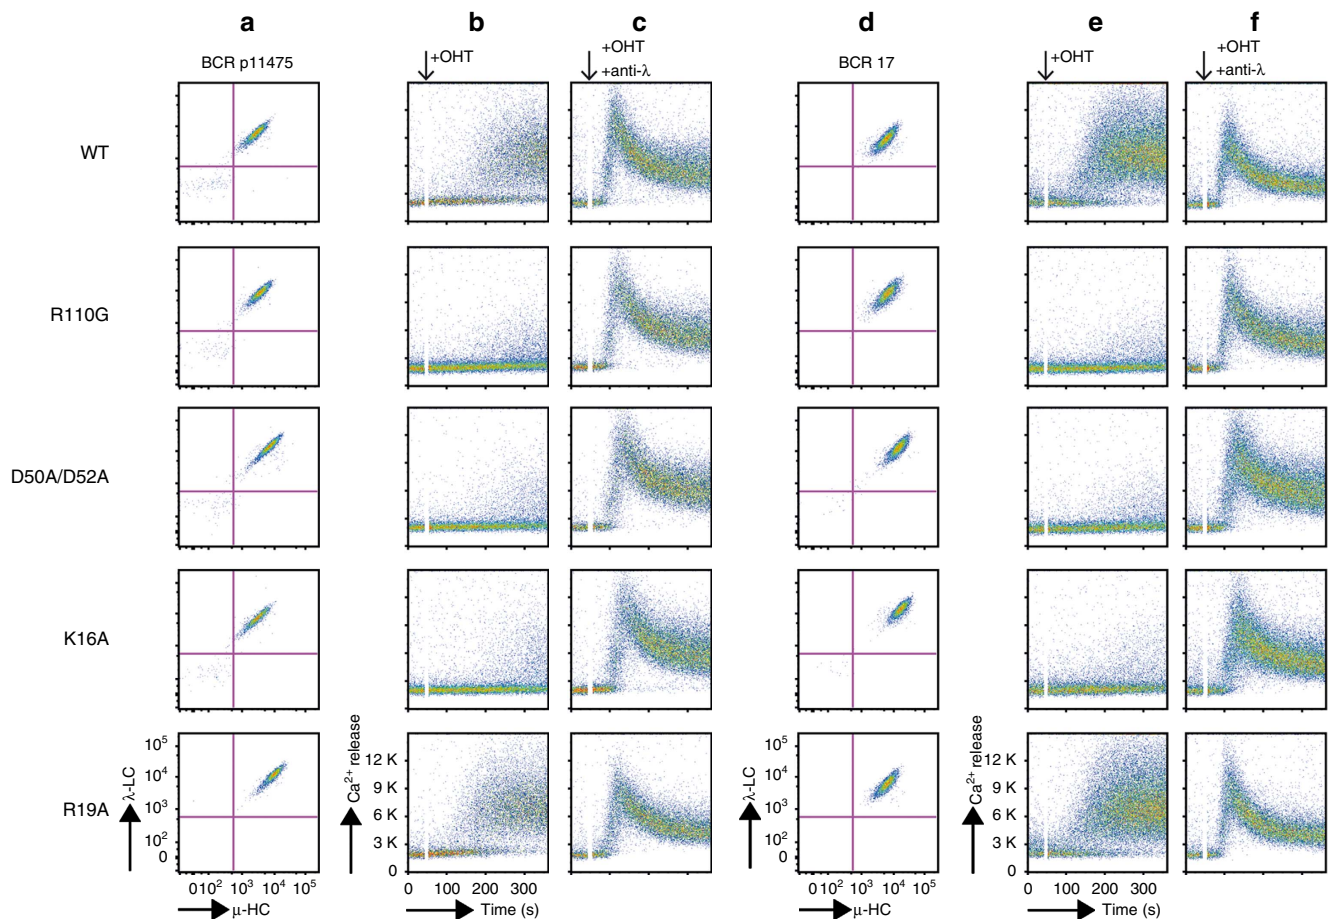 a b c d e f
BCR p11475
+OHT
+OHT
+anti-λ
BCR 17
+OHT
+OHT
+anti-λ
WT
R110G
D50A/D52A
K16A
R19A
λ-LC
10⁵
10⁴
10³
10²
0
0 10² 10³ 10⁴ 10⁵
μ-HC
Ca²⁺ release
12 K
9 K
6 K
3 K
0
0 100 200 300
Time (s)
λ-LC
10⁵
10⁴
10³
10²
0
0 10² 10³ 10⁴ 10⁵
μ-HC
Ca²⁺ release
12 K
9 K
6 K
3 K
0
0 100 200 300
Time (s)